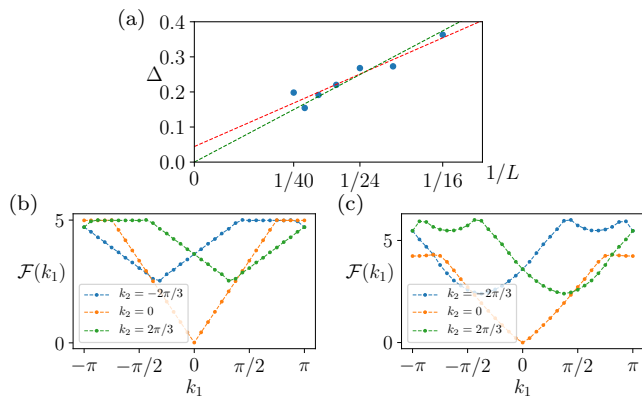 (a)
0.4
0.3
Δ
0.2
0.1
0.0
0 1/40 1/24 1/16 1/L
(b)
5
F(k₁)
k₂ = −2π/3
k₂ = 0
k₂ = 2π/3
0
−π −π/2 0 π/2 π
k₁
(c)
5
F(k₁)
k₂ = −2π/3
k₂ = 0
k₂ = 2π/3
0
−π −π/2 0 π/2 π
k₁